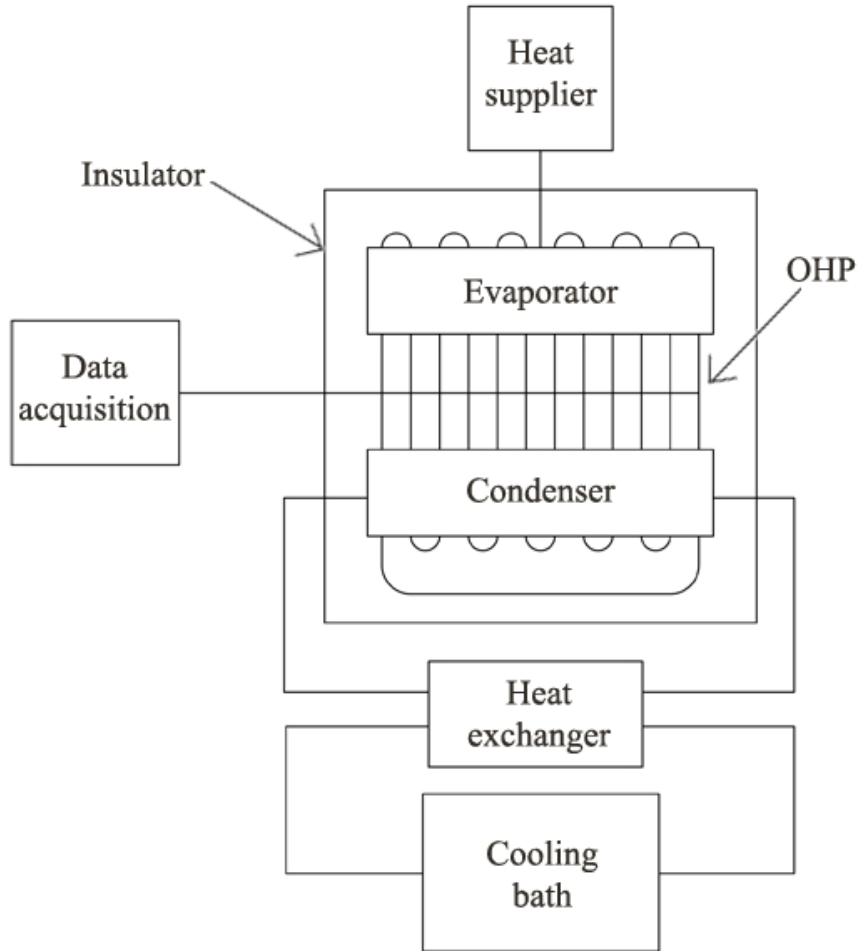 Heat
supplier
Insulator
OHP
Evaporator
Data
acquisition
Condenser
Heat
exchanger
Cooling
bath